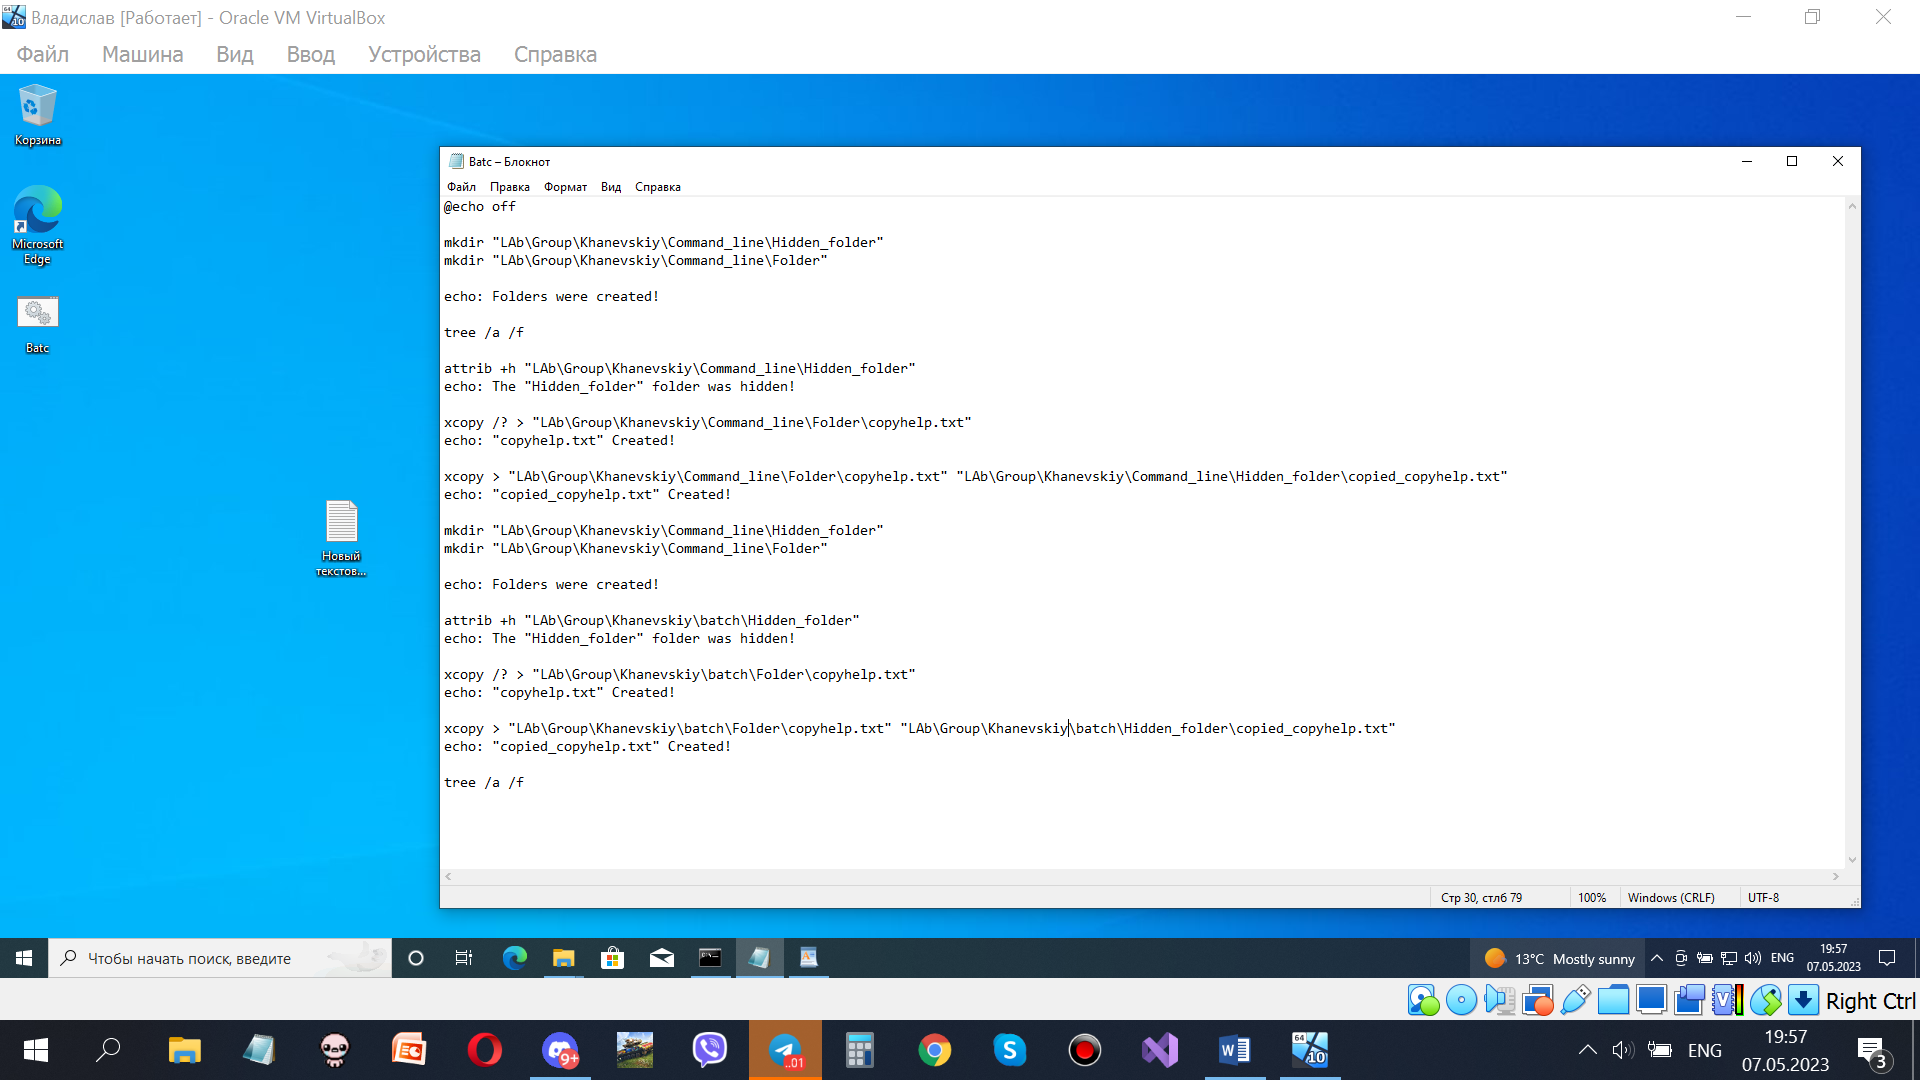 Владислав [Работает] - Oracle VM VirtualBox
Файл Машина Вид Ввод Устройства Справка
Корзина
Microsoft
Edge
Batc
Новый
текстов...
Batc – Блокнот
Файл Правка Формат Вид Справка
@echo off
mkdir "LAb\Group\Khanevskiy\Command_line\Hidden_folder"
mkdir "LAb\Group\Khanevskiy\Command_line\Folder"
echo: Folders were created!
tree /a /f
attrib +h "LAb\Group\Khanevskiy\Command_line\Hidden_folder"
echo: The "Hidden_folder" folder was hidden!
xcopy /? > "LAb\Group\Khanevskiy\Command_line\Folder\copyhelp.txt"
echo: "copyhelp.txt" Created!
xcopy > "LAb\Group\Khanevskiy\Command_line\Folder\copyhelp.txt" "LAb\Group\Khanevskiy\Command_line\Hidden_folder\copied_copyhelp.txt"
echo: "copied_copyhelp.txt" Created!
mkdir "LAb\Group\Khanevskiy\Command_line\Hidden_folder"
mkdir "LAb\Group\Khanevskiy\Command_line\Folder"
echo: Folders were created!
attrib +h "LAb\Group\Khanevskiy\batch\Hidden_folder"
echo: The "Hidden_folder" folder was hidden!
xcopy /? > "LAb\Group\Khanevskiy\batch\Folder\copyhelp.txt"
echo: "copyhelp.txt" Created!
xcopy > "LAb\Group\Khanevskiy\batch\Folder\copyhelp.txt" "LAb\Group\Khanevskiy\batch\Hidden_folder\copied_copyhelp.txt"
echo: "copied_copyhelp.txt" Created!
tree /a /f
Стр 30, стлб 79 100% Windows (CRLF) UTF-8
Чтобы начать поиск, введите
13°C Mostly sunny ENG 19:57
07.05.2023
Right Ctrl
9+
..01
64
10
ENG 19:57
07.05.2023
3